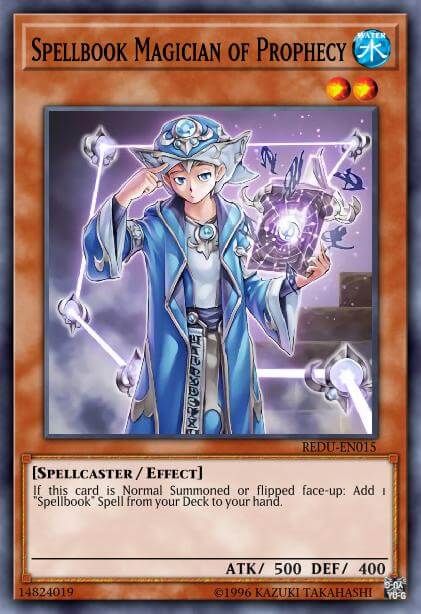 SPELLBOOK MAGICIAN OF PROPHECY
WATER
水
REDU-EN015
[SPELLCASTER / EFFECT]
If this card is Normal Summoned or flipped face-up: Add 1
"Spellbook" Spell from your Deck to your hand.
ATK/ 500 DEF/ 400
14824019
©1996 KAZUKI TAKAHASHI